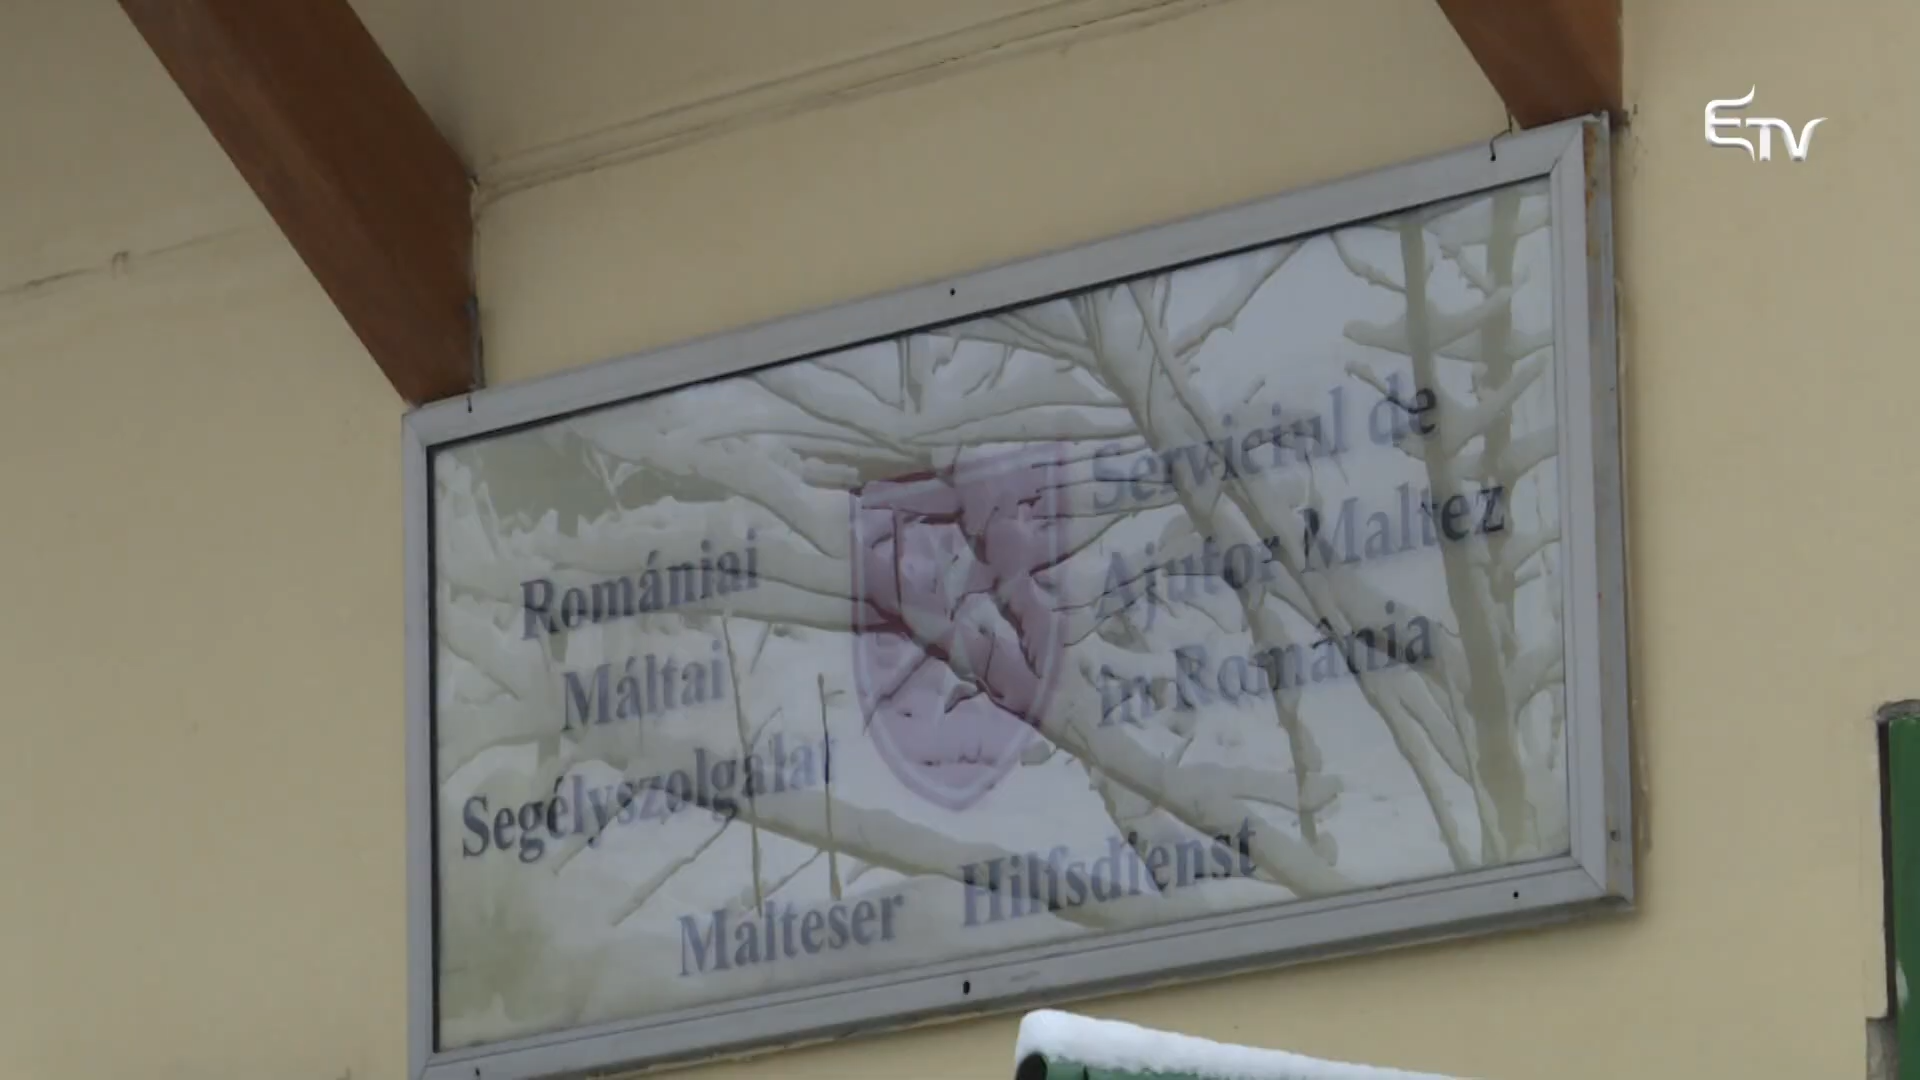 ETV
Romániai
Máltai
Segélyszolgálat
Serviciul de
Ajutor Maltez
în România
Malteser Hilfsdienst